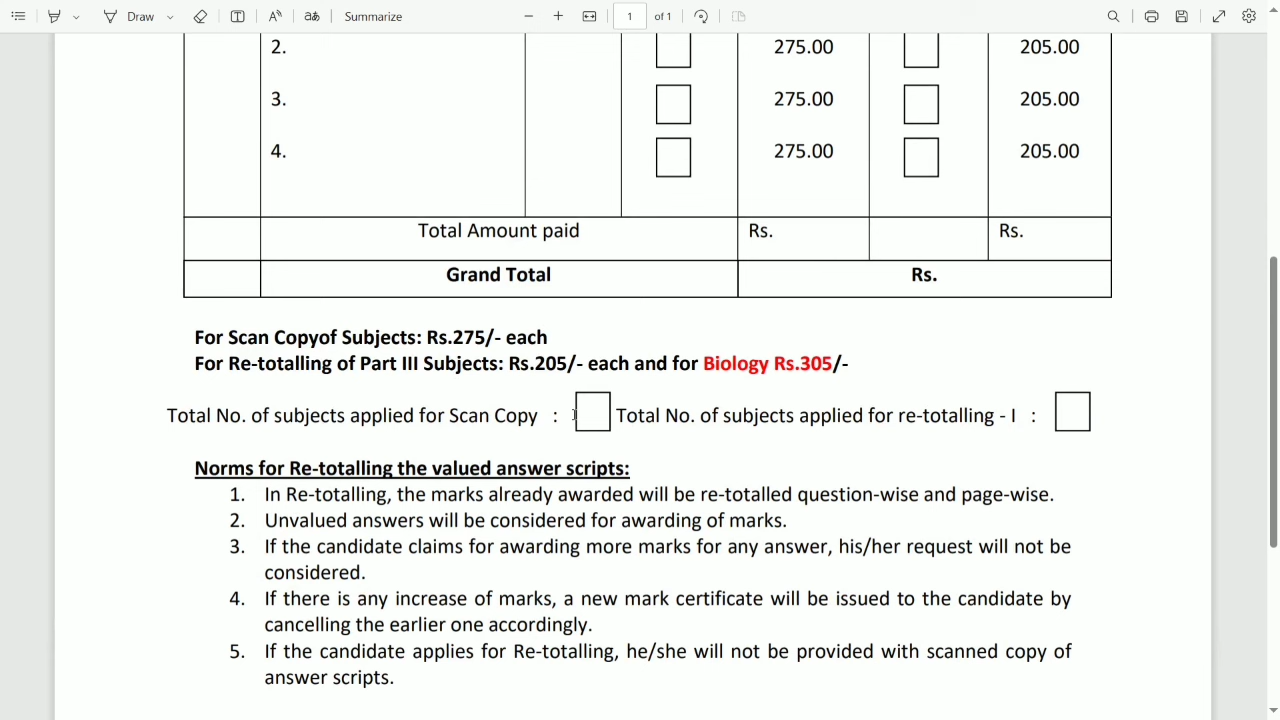 Draw
aあ
Summarize
1
of 1
2. 275.00 205.00
3. 275.00 205.00
4. 275.00 205.00
Total Amount paid Rs. Rs.
Grand Total Rs.
For Scan Copyof Subjects: Rs.275/- each
For Re-totalling of Part III Subjects: Rs.205/- each and for Biology Rs.305/-
Total No. of subjects applied for Scan Copy : Total No. of subjects applied for re-totalling - I :
Norms for Re-totalling the valued answer scripts:
1. In Re-totalling, the marks already awarded will be re-totalled question-wise and page-wise.
2. Unvalued answers will be considered for awarding of marks.
3. If the candidate claims for awarding more marks for any answer, his/her request will not be
considered.
4. If there is any increase of marks, a new mark certificate will be issued to the candidate by
cancelling the earlier one accordingly.
5. If the candidate applies for Re-totalling, he/she will not be provided with scanned copy of
answer scripts.